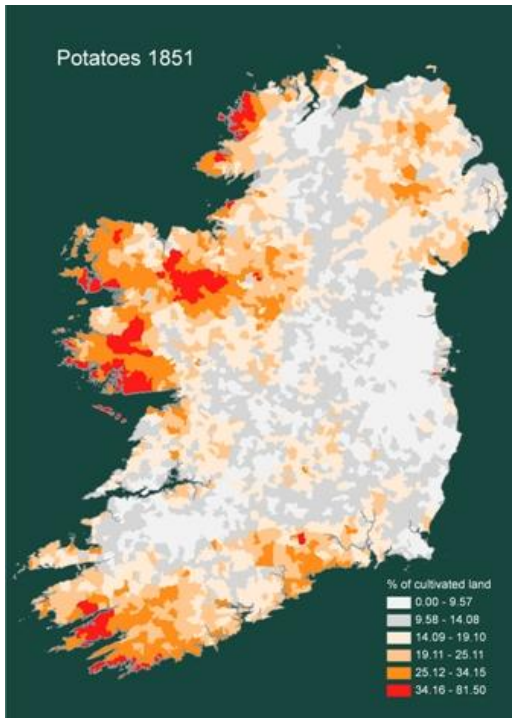 Potatoes 1851
% of cultivated land
0.00 - 9.57
9.58 - 14.08
14.09 - 19.10
19.11 - 25.11
25.12 - 34.15
34.16 - 81.50